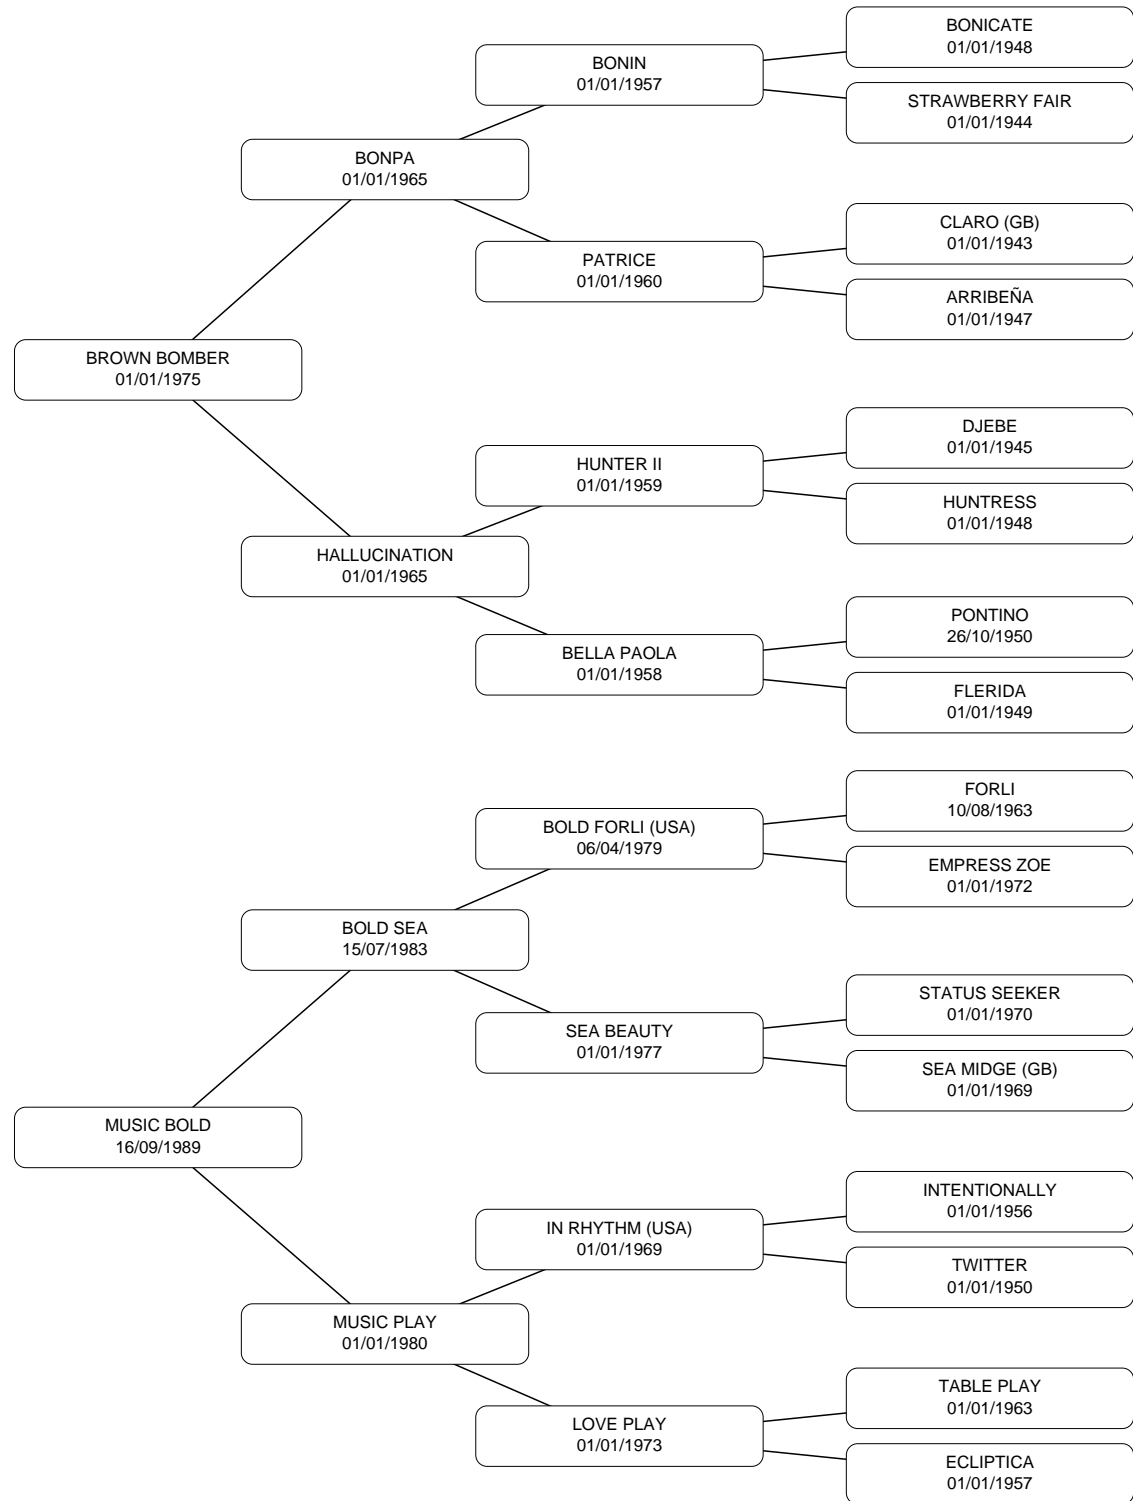 BONICATE
01/01/1948
BONIN
01/01/1957
STRAWBERRY FAIR
01/01/1944
BONPA
01/01/1965
CLARO (GB)
01/01/1943
PATRICE
01/01/1960
ARRIBEÑA
01/01/1947
BROWN BOMBER
01/01/1975
DJEBE
01/01/1945
HUNTER II
01/01/1959
HUNTRESS
01/01/1948
HALLUCINATION
01/01/1965
PONTINO
26/10/1950
BELLA PAOLA
01/01/1958
FLERIDA
01/01/1949
FORLI
10/08/1963
BOLD FORLI (USA)
06/04/1979
EMPRESS ZOE
01/01/1972
BOLD SEA
15/07/1983
STATUS SEEKER
01/01/1970
SEA BEAUTY
01/01/1977
SEA MIDGE (GB)
01/01/1969
MUSIC BOLD
16/09/1989
INTENTIONALLY
01/01/1956
IN RHYTHM (USA)
01/01/1969
TWITTER
01/01/1950
MUSIC PLAY
01/01/1980
TABLE PLAY
01/01/1963
LOVE PLAY
01/01/1973
ECLIPTICA
01/01/1957